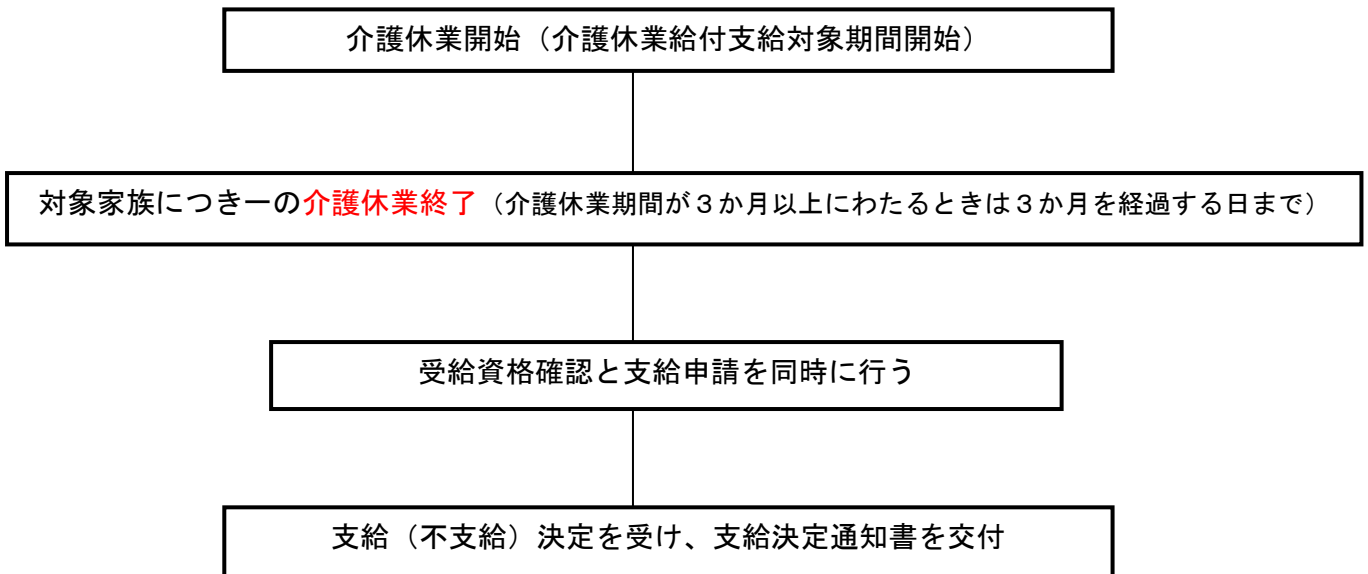 介護休業開始（介護休業給付支給対象期間開始）
対象家族につき一の介護休業終了（介護休業期間が３か月以上にわたるときは３か月を経過する日まで）
受給資格確認と支給申請を同時に行う
支給（不支給）決定を受け、支給決定通知書を交付